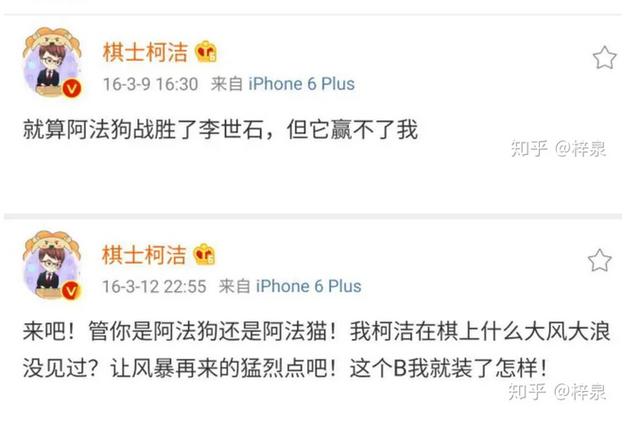 棋士柯洁
16-3-9 16:30 来自 iPhone 6 Plus
就算阿法狗战胜了李世石，但它赢不了我
知乎 @梓泉
棋士柯洁
16-3-12 22:55 来自 iPhone 6 Plus
来吧！管你是阿法狗还是阿法猫！我柯洁在棋上什么大风大浪
没见过？让风暴再来的猛烈点吧！这个B我就装了怎样！
知乎 @梓泉